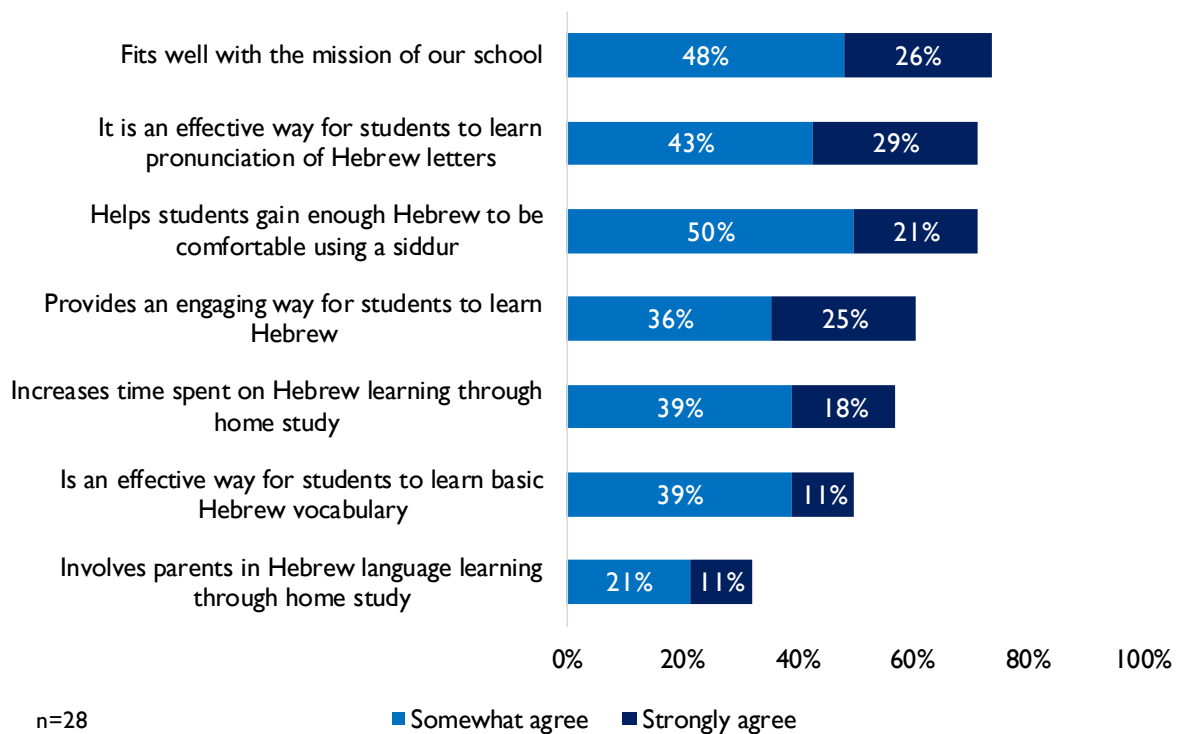 Fits well with the mission of our school
48%
26%
It is an effective way for students to learn
pronunciation of Hebrew letters
43%
29%
Helps students gain enough Hebrew to be
comfortable using a siddur
50%
21%
Provides an engaging way for students to learn
Hebrew
36%
25%
Increases time spent on Hebrew learning through
home study
39%
18%
Is an effective way for students to learn basic
Hebrew vocabulary
39%
11%
Involves parents in Hebrew language learning
through home study
21%
11%
0%
20%
40%
60%
80%
100%
n=28
Somewhat agree
Strongly agree